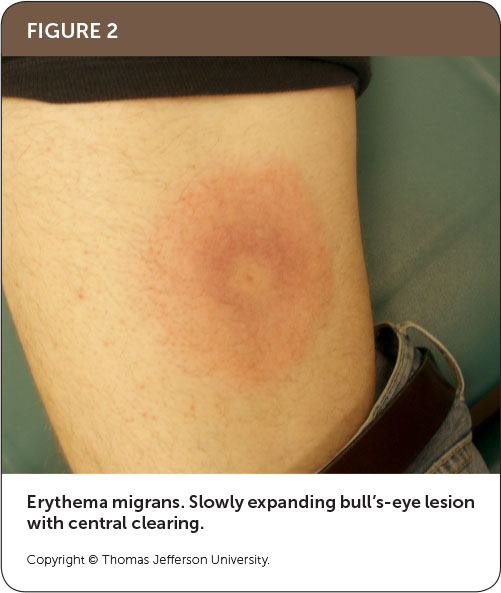 FIGURE 2
Erythema migrans. Slowly expanding bull’s-eye lesion
with central clearing.
Copyright © Thomas Jefferson University.